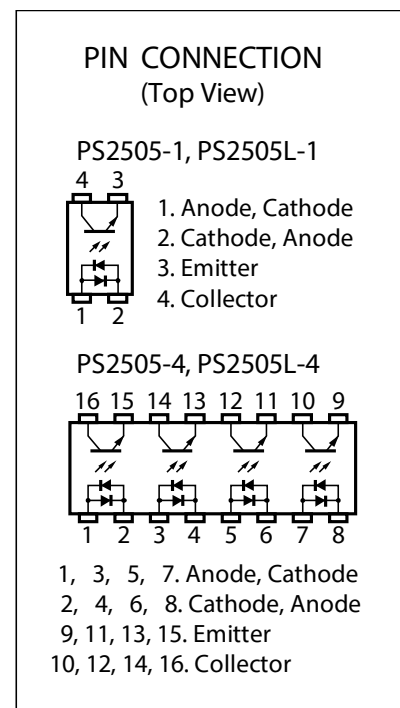 PIN CONNECTION
(Top View)
PS2505-1, PS2505L-1
4 3
1. Anode, Cathode
2. Cathode, Anode
3. Emitter
4. Collector
1 2
PS2505-4, PS2505L-4
16 15 14 13 12 11 10 9
1 2 3 4 5 6 7 8
1, 3, 5, 7. Anode, Cathode
2, 4, 6, 8. Cathode, Anode
9, 11, 13, 15. Emitter
10, 12, 14, 16. Collector